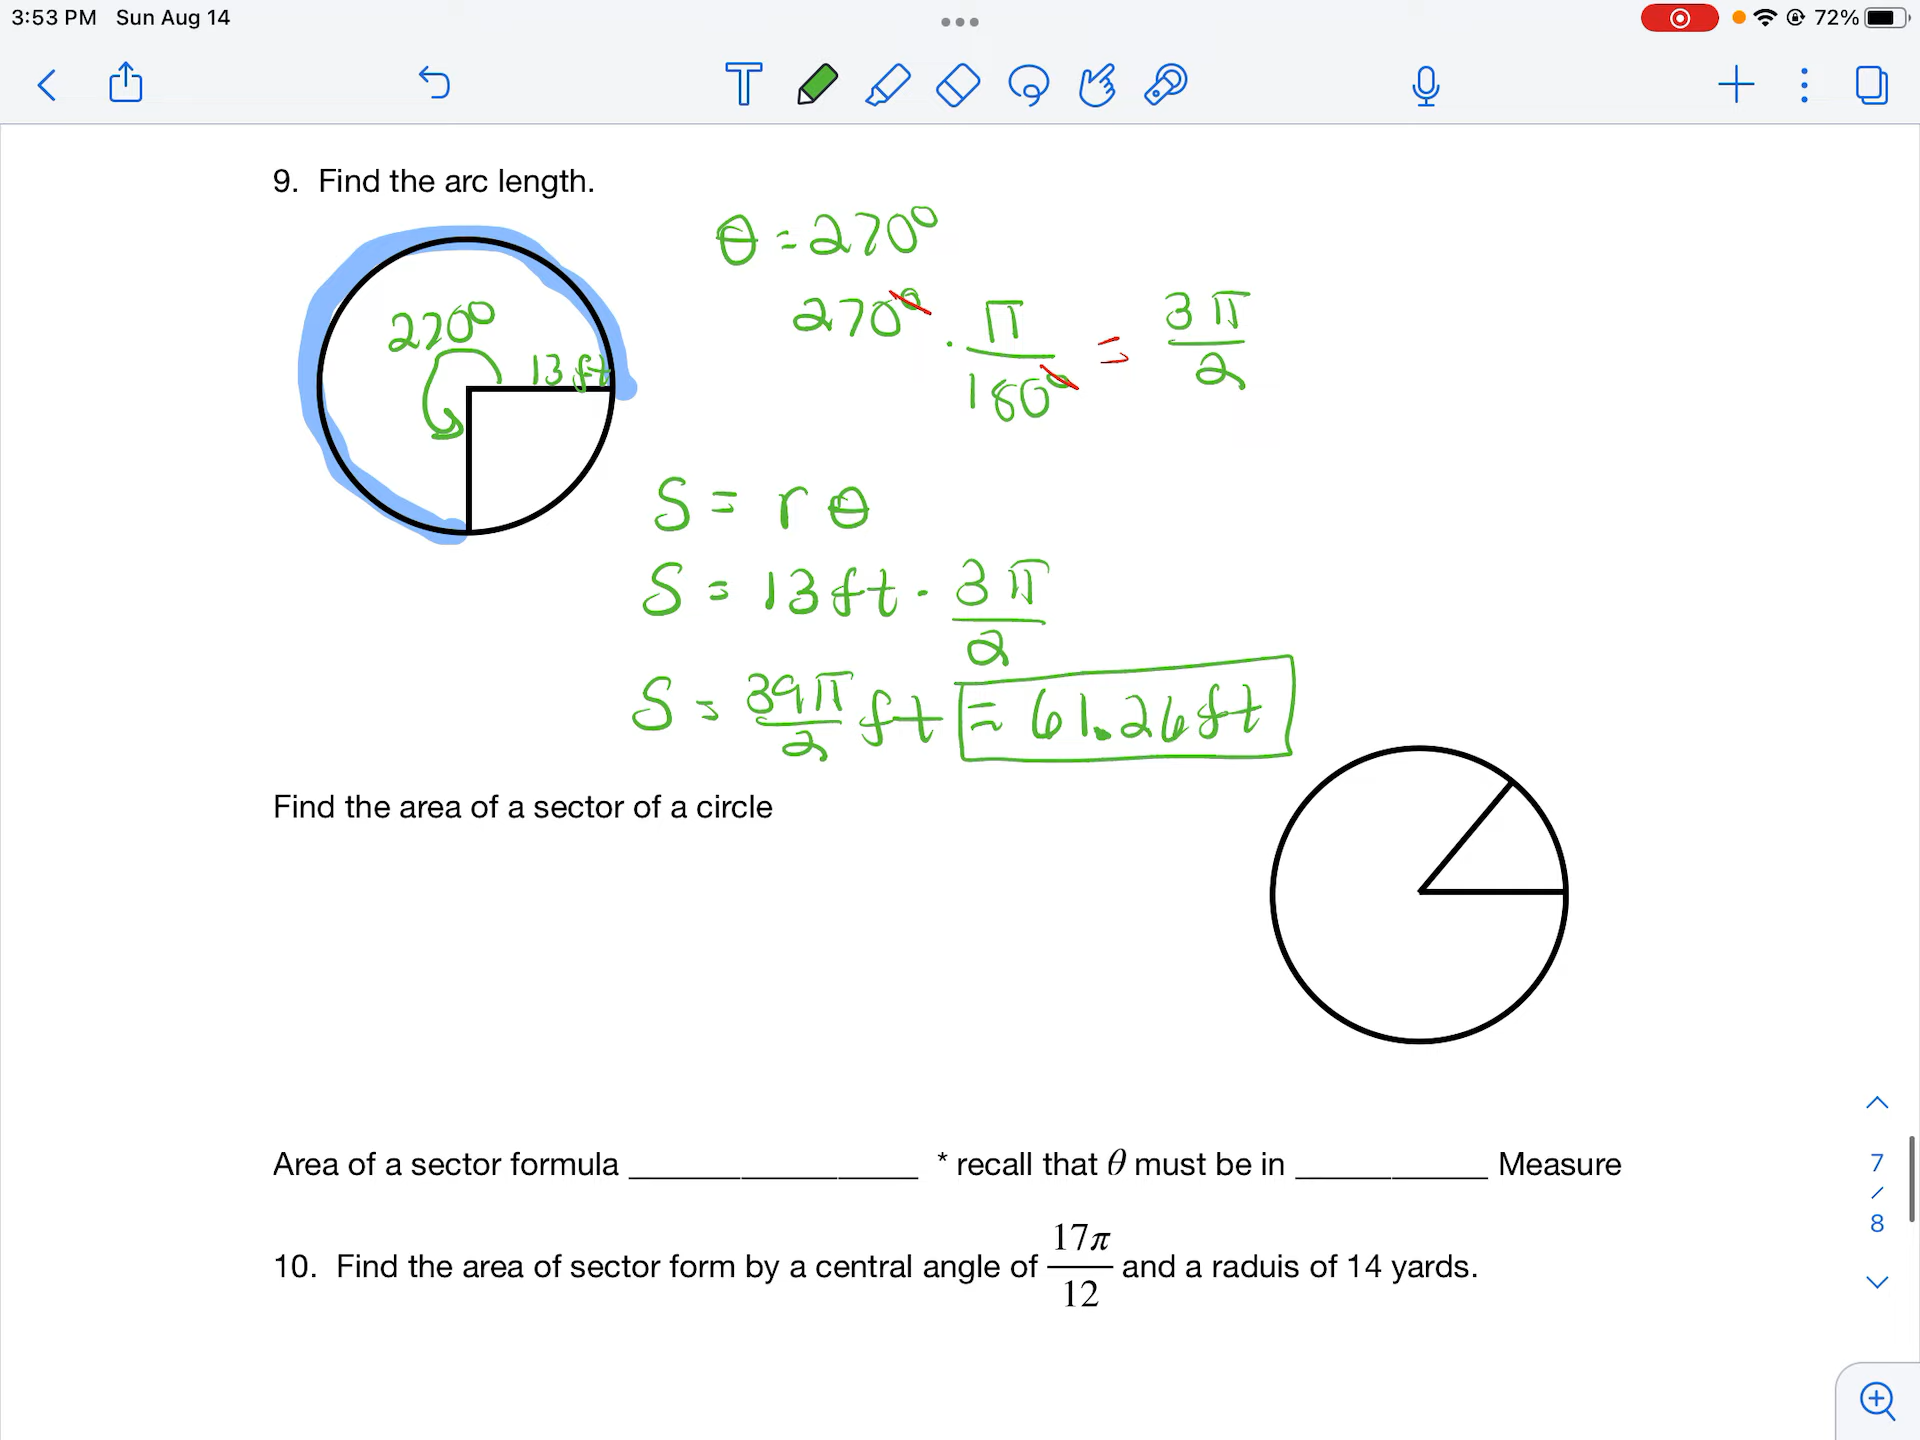 3:53 PM Sun Aug 14
72%
9. Find the arc length.
θ = 270°
270° · π / 180° = 3π / 2
270°
13 ft
S = r θ
S = 13 ft · 3π / 2
S = 39π / 2 ft = 61.26 ft
Find the area of a sector of a circle
Area of a sector formula ________________ * recall that θ must be in ___________ Measure
10. Find the area of sector form by a central angle of 17π / 12 and a raduis of 14 yards.
7 / 8